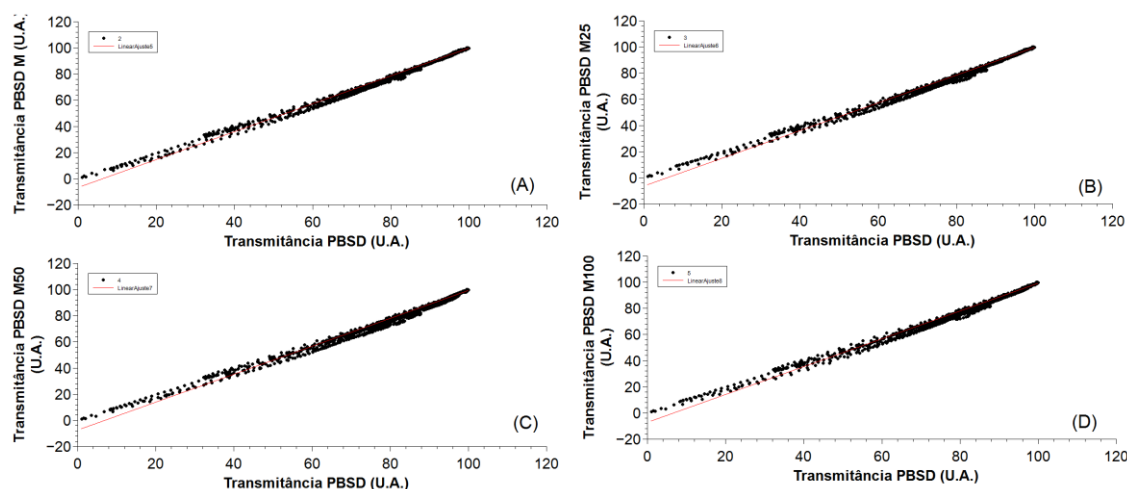 Transmitância PBSD M (U.A.)
120
100
80
60
40
20
0
−20
2
LinearAjuste5
(A)
0 20 40 60 80 100 120
Transmitância PBSD (U.A.)
Transmitância PBSD M25
(U.A.)
120
100
80
60
40
20
0
−20
3
LinearAjuste6
(B)
0 20 40 60 80 100 120
Transmitância PBSD (U.A.)
Transmitância PBSD M50
(U.A.)
120
100
80
60
40
20
0
−20
4
LinearAjuste7
(C)
0 20 40 60 80 100 120
Transmitância PBSD (U.A.)
Transmitância PBSD M100
(U.A.)
120
100
80
60
40
20
0
−20
5
(D)
0 20 40 60 80 100 120
Transmitância PBSD (U.A.)